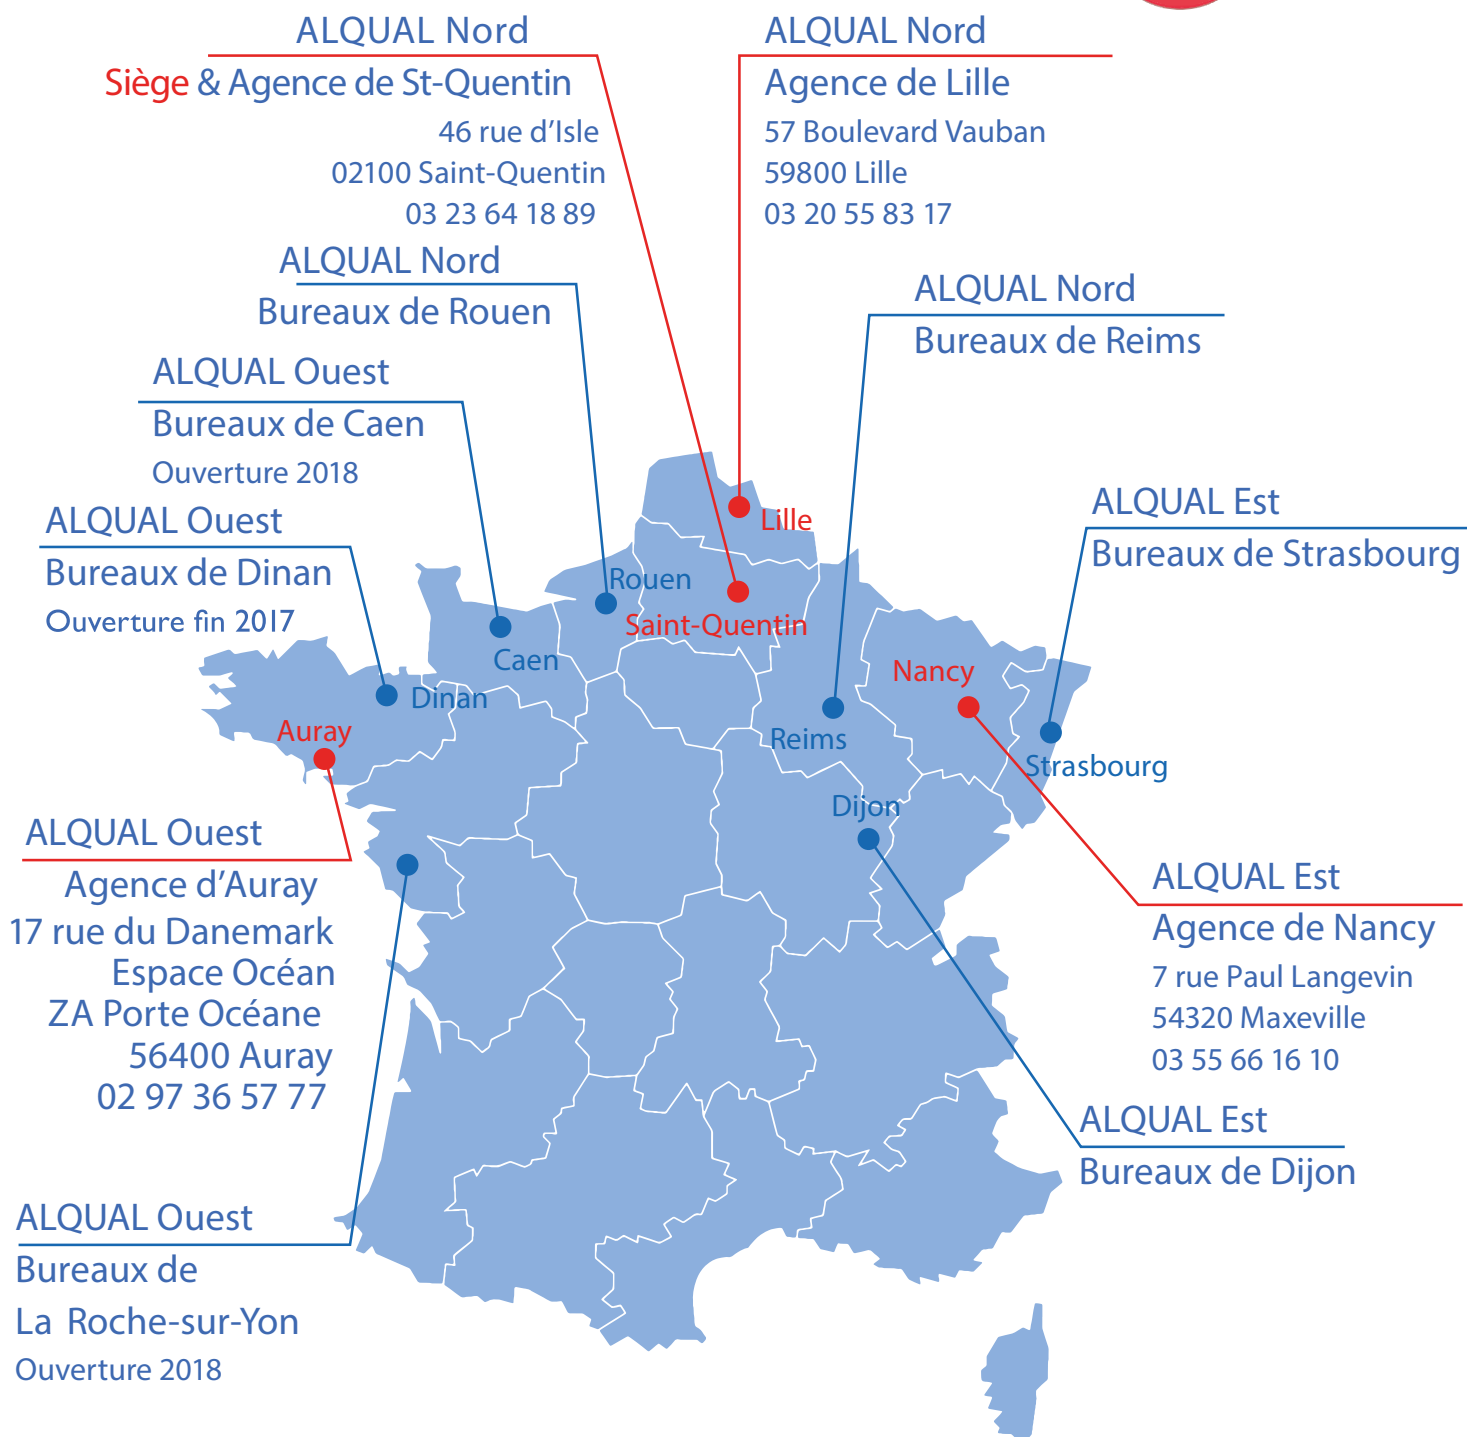 ALQUAL Nord
Siège & Agence de St-Quentin
46 rue d'Isle
02100 Saint-Quentin
03 23 64 18 89
ALQUAL Nord
Agence de Lille
57 Boulevard Vauban
59800 Lille
03 20 55 83 17
ALQUAL Nord
Bureaux de Rouen
ALQUAL Nord
Bureaux de Reims
ALQUAL Ouest
Bureaux de Caen
Ouverture 2018
ALQUAL Ouest
Bureaux de Dinan
Ouverture fin 2017
ALQUAL Est
Bureaux de Strasbourg
Lille
Rouen
Saint-Quentin
Caen
Nancy
Dinan
Auray
Reims
Strasbourg
Dijon
ALQUAL Ouest
Agence d'Auray
17 rue du Danemark
Espace Océan
ZA Porte Océane
56400 Auray
02 97 36 57 77
ALQUAL Est
Agence de Nancy
7 rue Paul Langevin
54320 Maxeville
03 55 66 16 10
ALQUAL Est
Bureaux de Dijon
ALQUAL Ouest
Bureaux de
La Roche-sur-Yon
Ouverture 2018